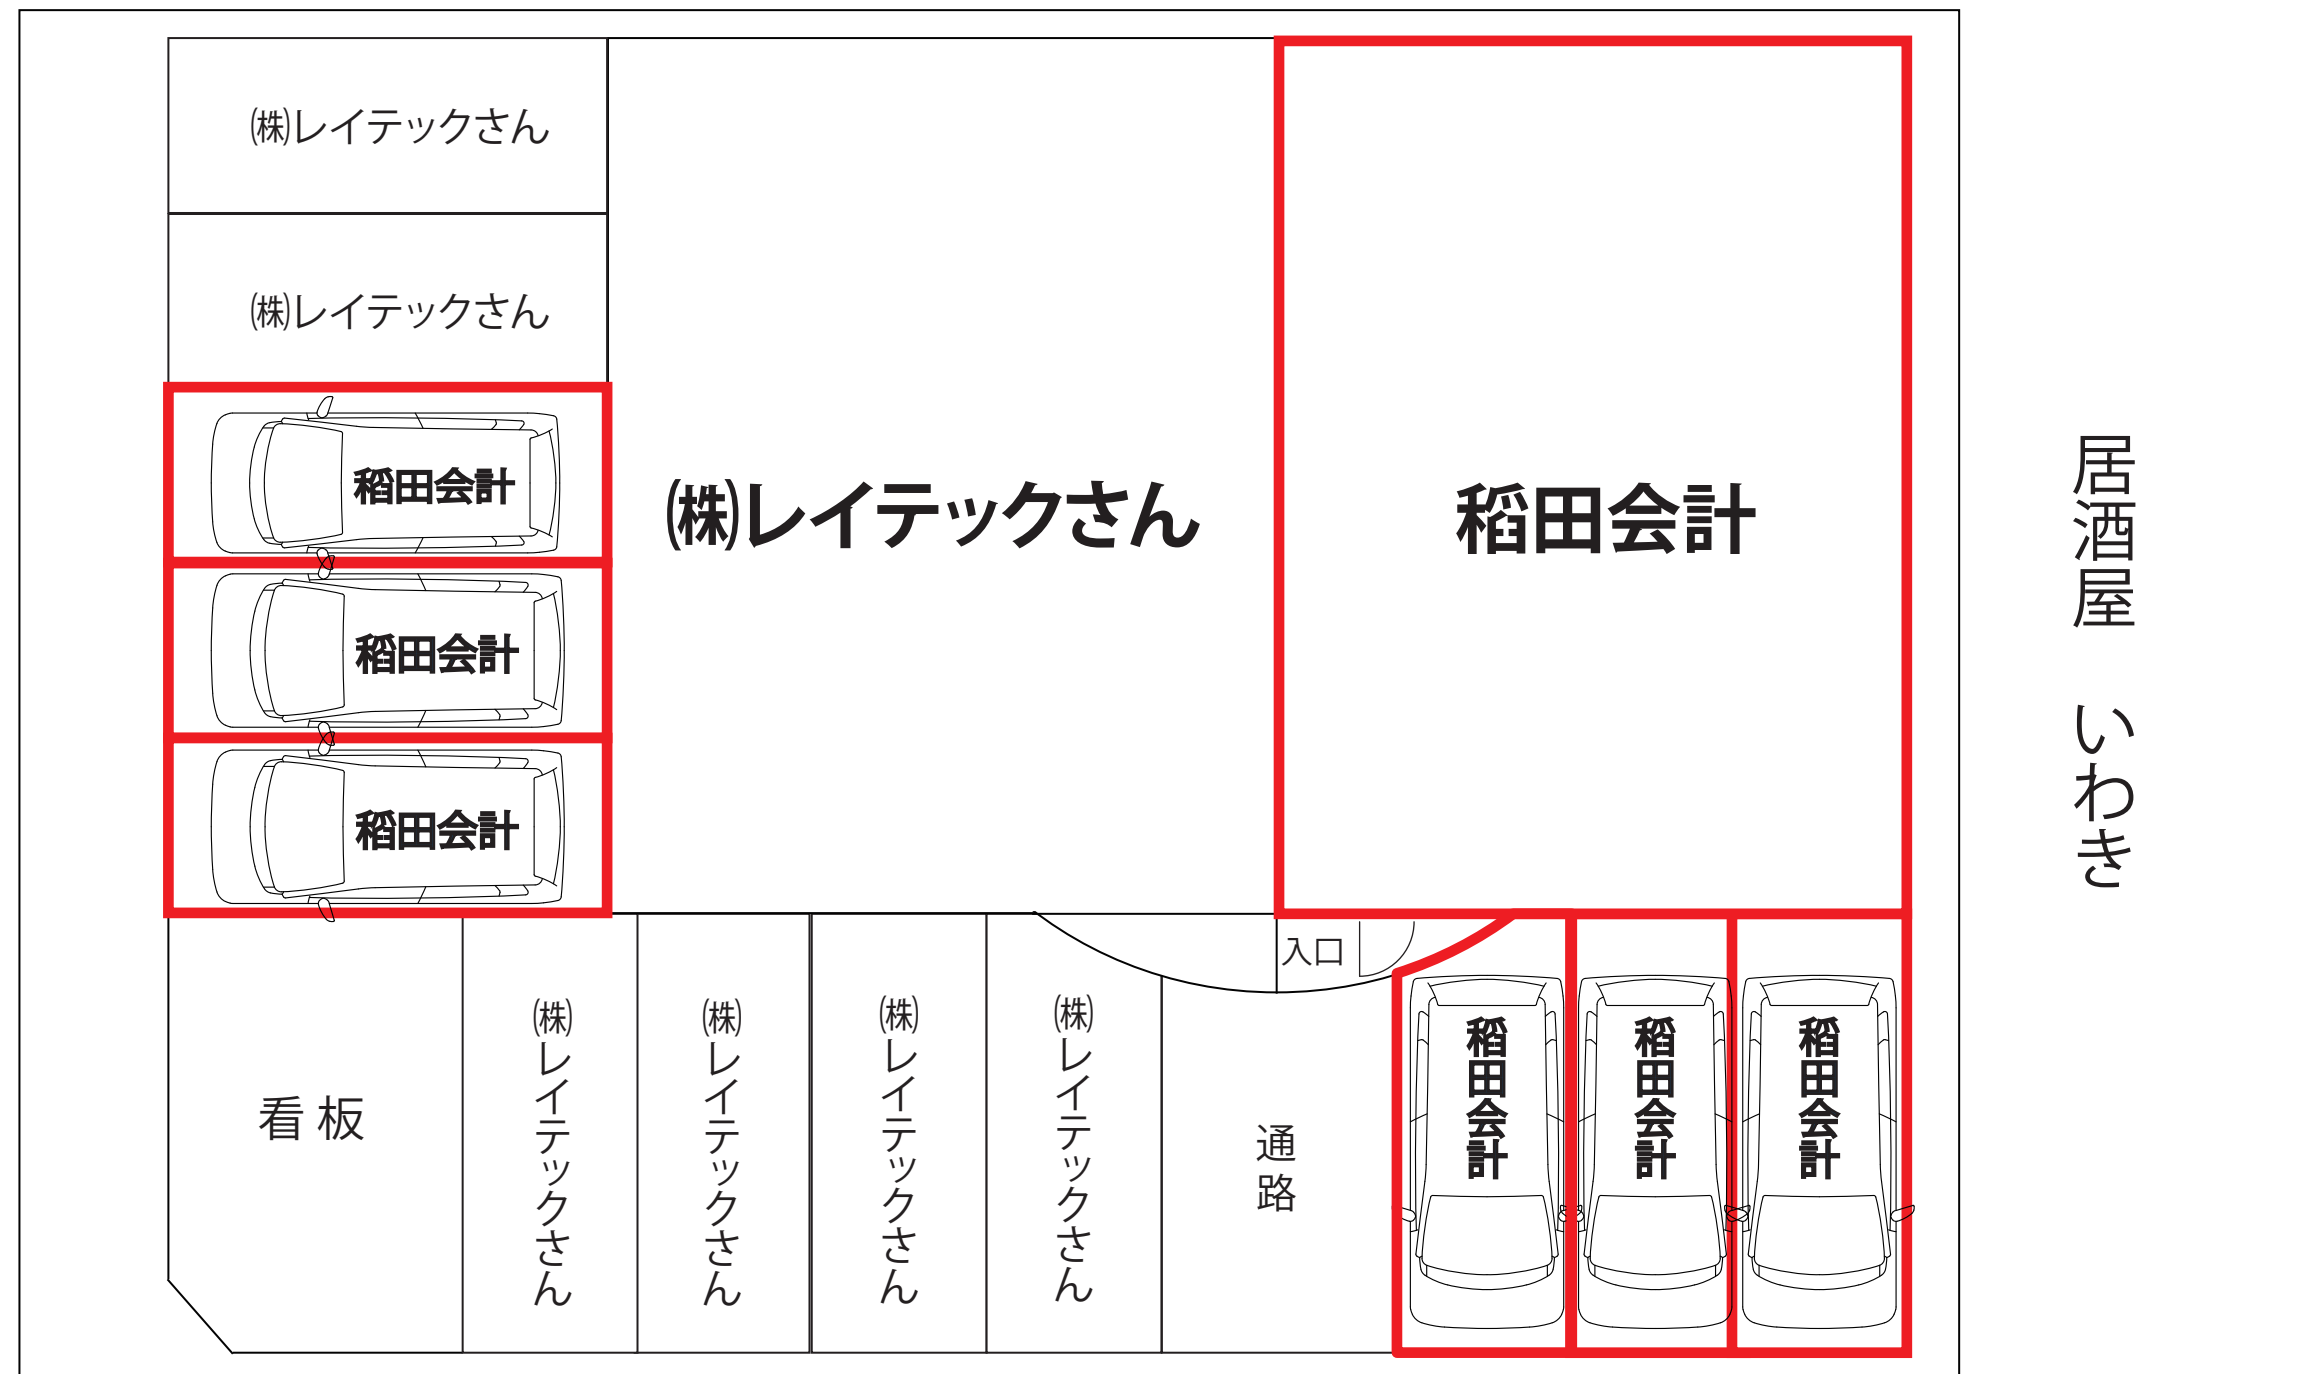 ㈱レイテックさん
㈱レイテックさん
稲田会計
稲田会計
稲田会計
㈱レイテックさん
稲田会計
居酒屋　いわき
入口
看板
㈱レイテックさん
㈱レイテックさん
㈱レイテックさん
㈱レイテックさん
通路
稲田会計
稲田会計
稲田会計